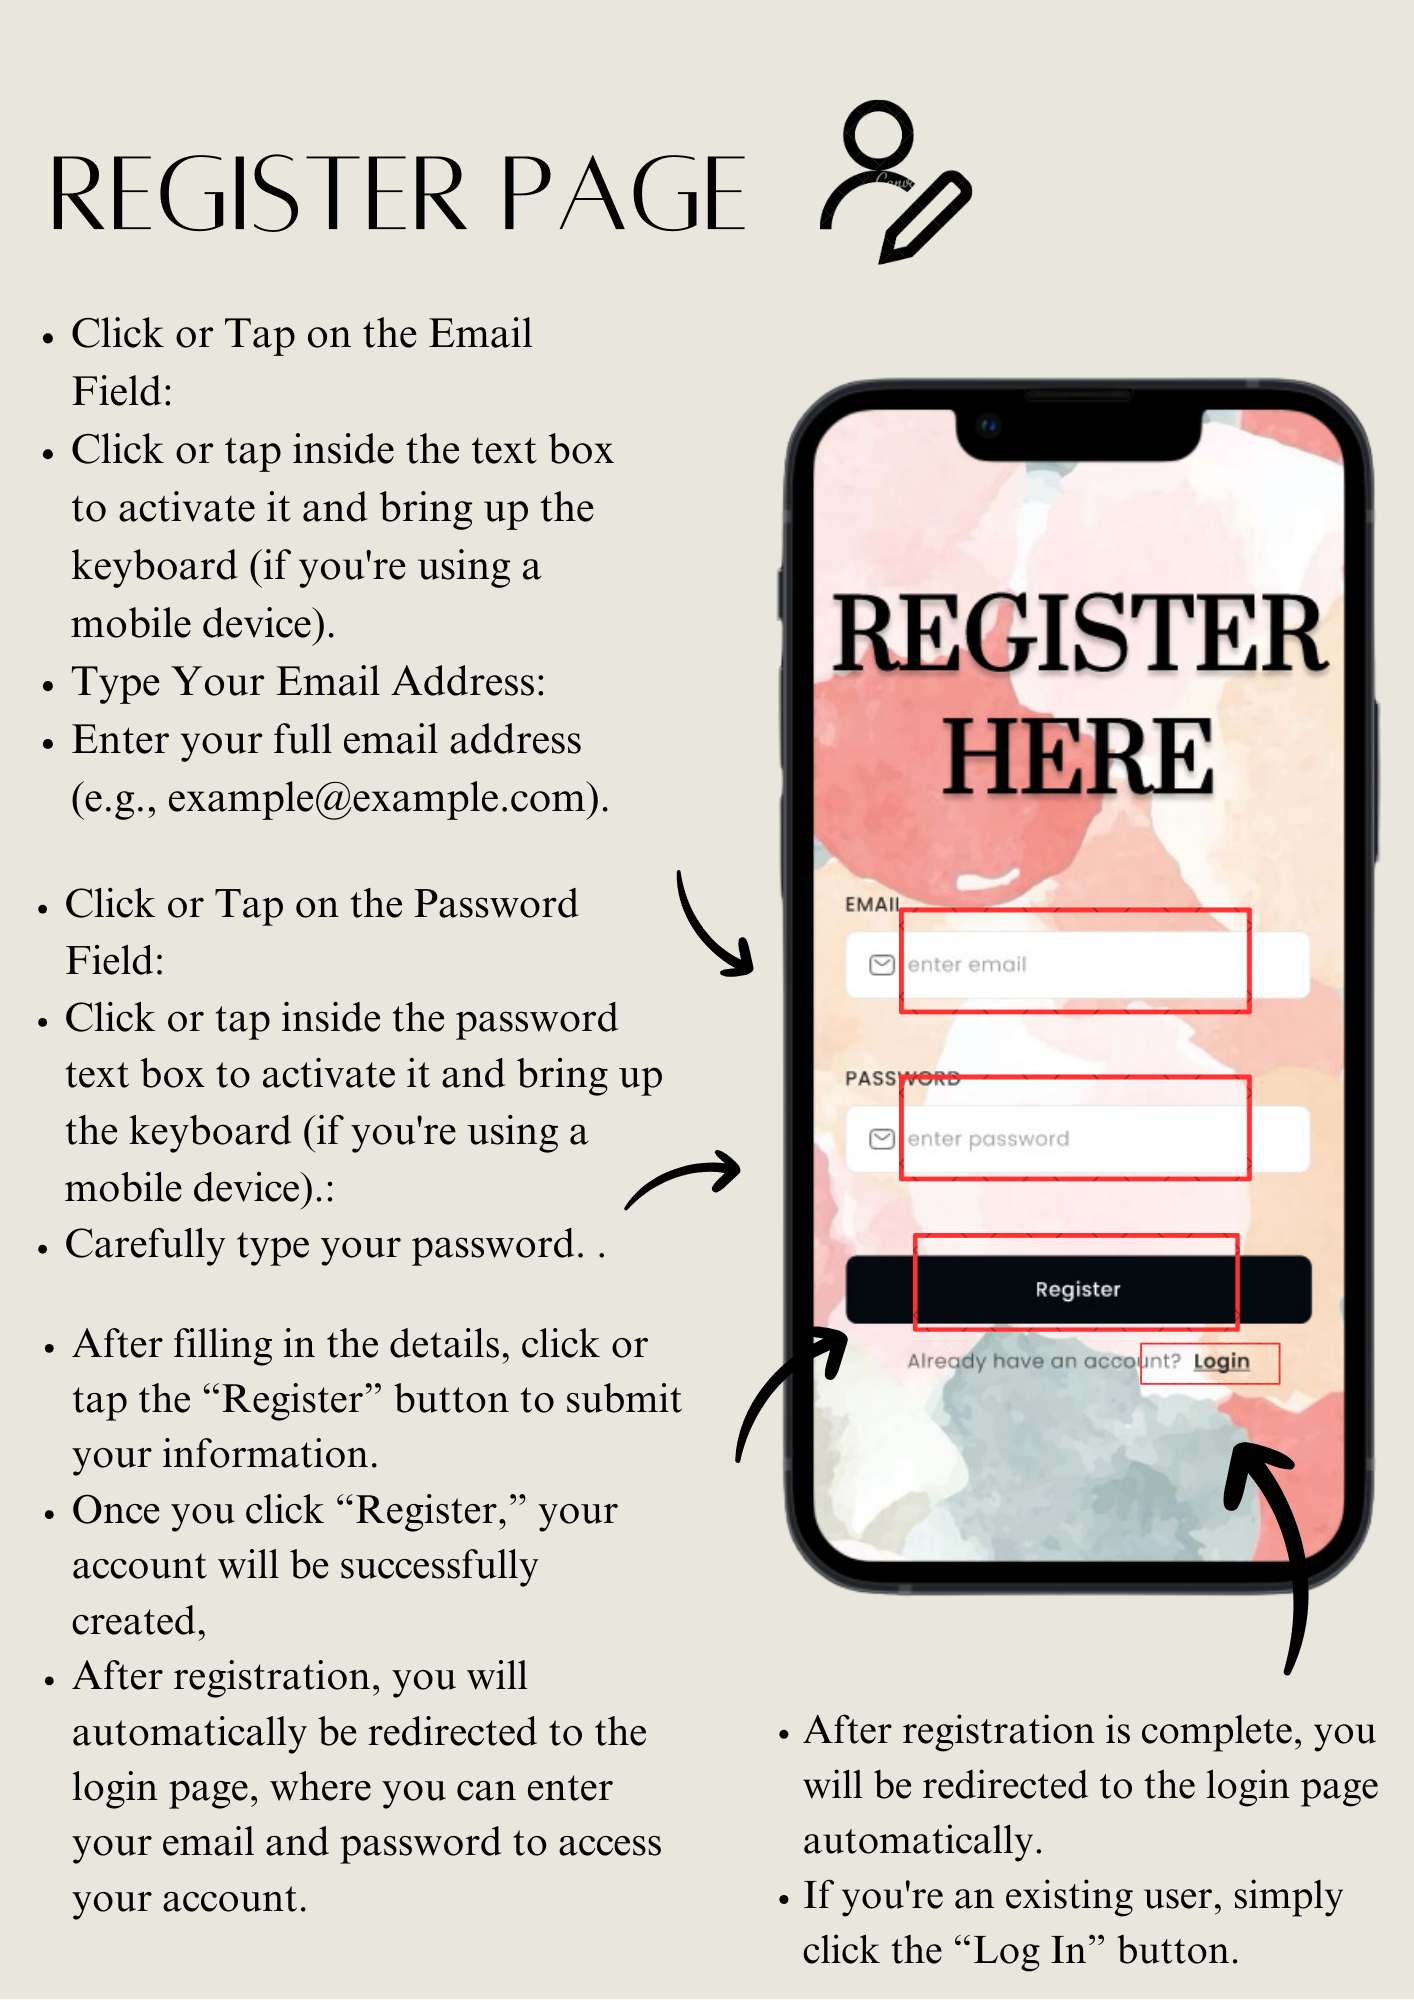 REGISTER PAGE
Canva
• Click or Tap on the Email
Field:
• Click or tap inside the text box
to activate it and bring up the
keyboard (if you're using a
mobile device).
• Type Your Email Address:
• Enter your full email address
(e.g., example@example.com).
• Click or Tap on the Password
Field:
• Click or tap inside the password
text box to activate it and bring up
the keyboard (if you're using a
mobile device).:
• Carefully type your password. .
• After filling in the details, click or
tap the “Register” button to submit
your information.
• Once you click “Register,” your
account will be successfully
created,
• After registration, you will
automatically be redirected to the
login page, where you can enter
your email and password to access
your account.
REGISTER
HERE
EMAIL
enter email
PASSWORD
enter password
Register
Already have an account? Login
• After registration is complete, you
will be redirected to the login page
automatically.
• If you're an existing user, simply
click the “Log In” button.